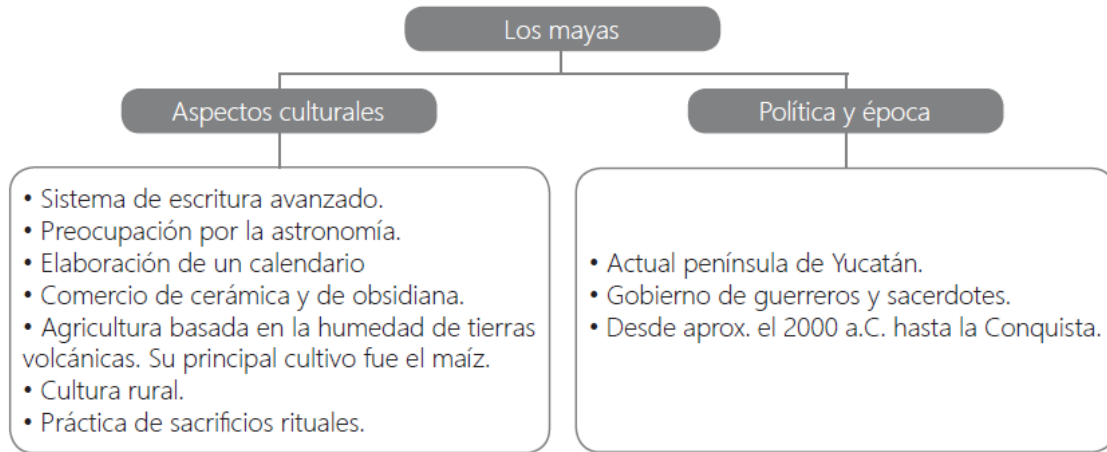 Los mayas
Aspectos culturales
• Sistema de escritura avanzado.
• Preocupación por la astronomía.
• Elaboración de un calendario
• Comercio de cerámica y de obsidiana.
• Agricultura basada en la humedad de tierras
volcánicas. Su principal cultivo fue el maíz.
• Cultura rural.
• Práctica de sacrificios rituales.
Política y época
• Actual península de Yucatán.
• Gobierno de guerreros y sacerdotes.
• Desde aprox. el 2000 a.C. hasta la Conquista.